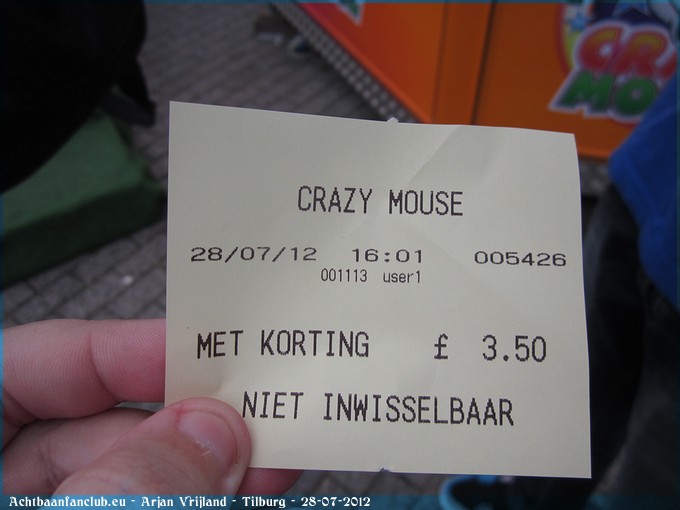 CRAZY MOUSE
28/07/12 16:01 005426
001113 user1
MET KORTING £ 3.50
NIET INWISSELBAAR
Achtbaanfanclub.eu - Arjan Vrijland - Tilburg - 28-07-2012